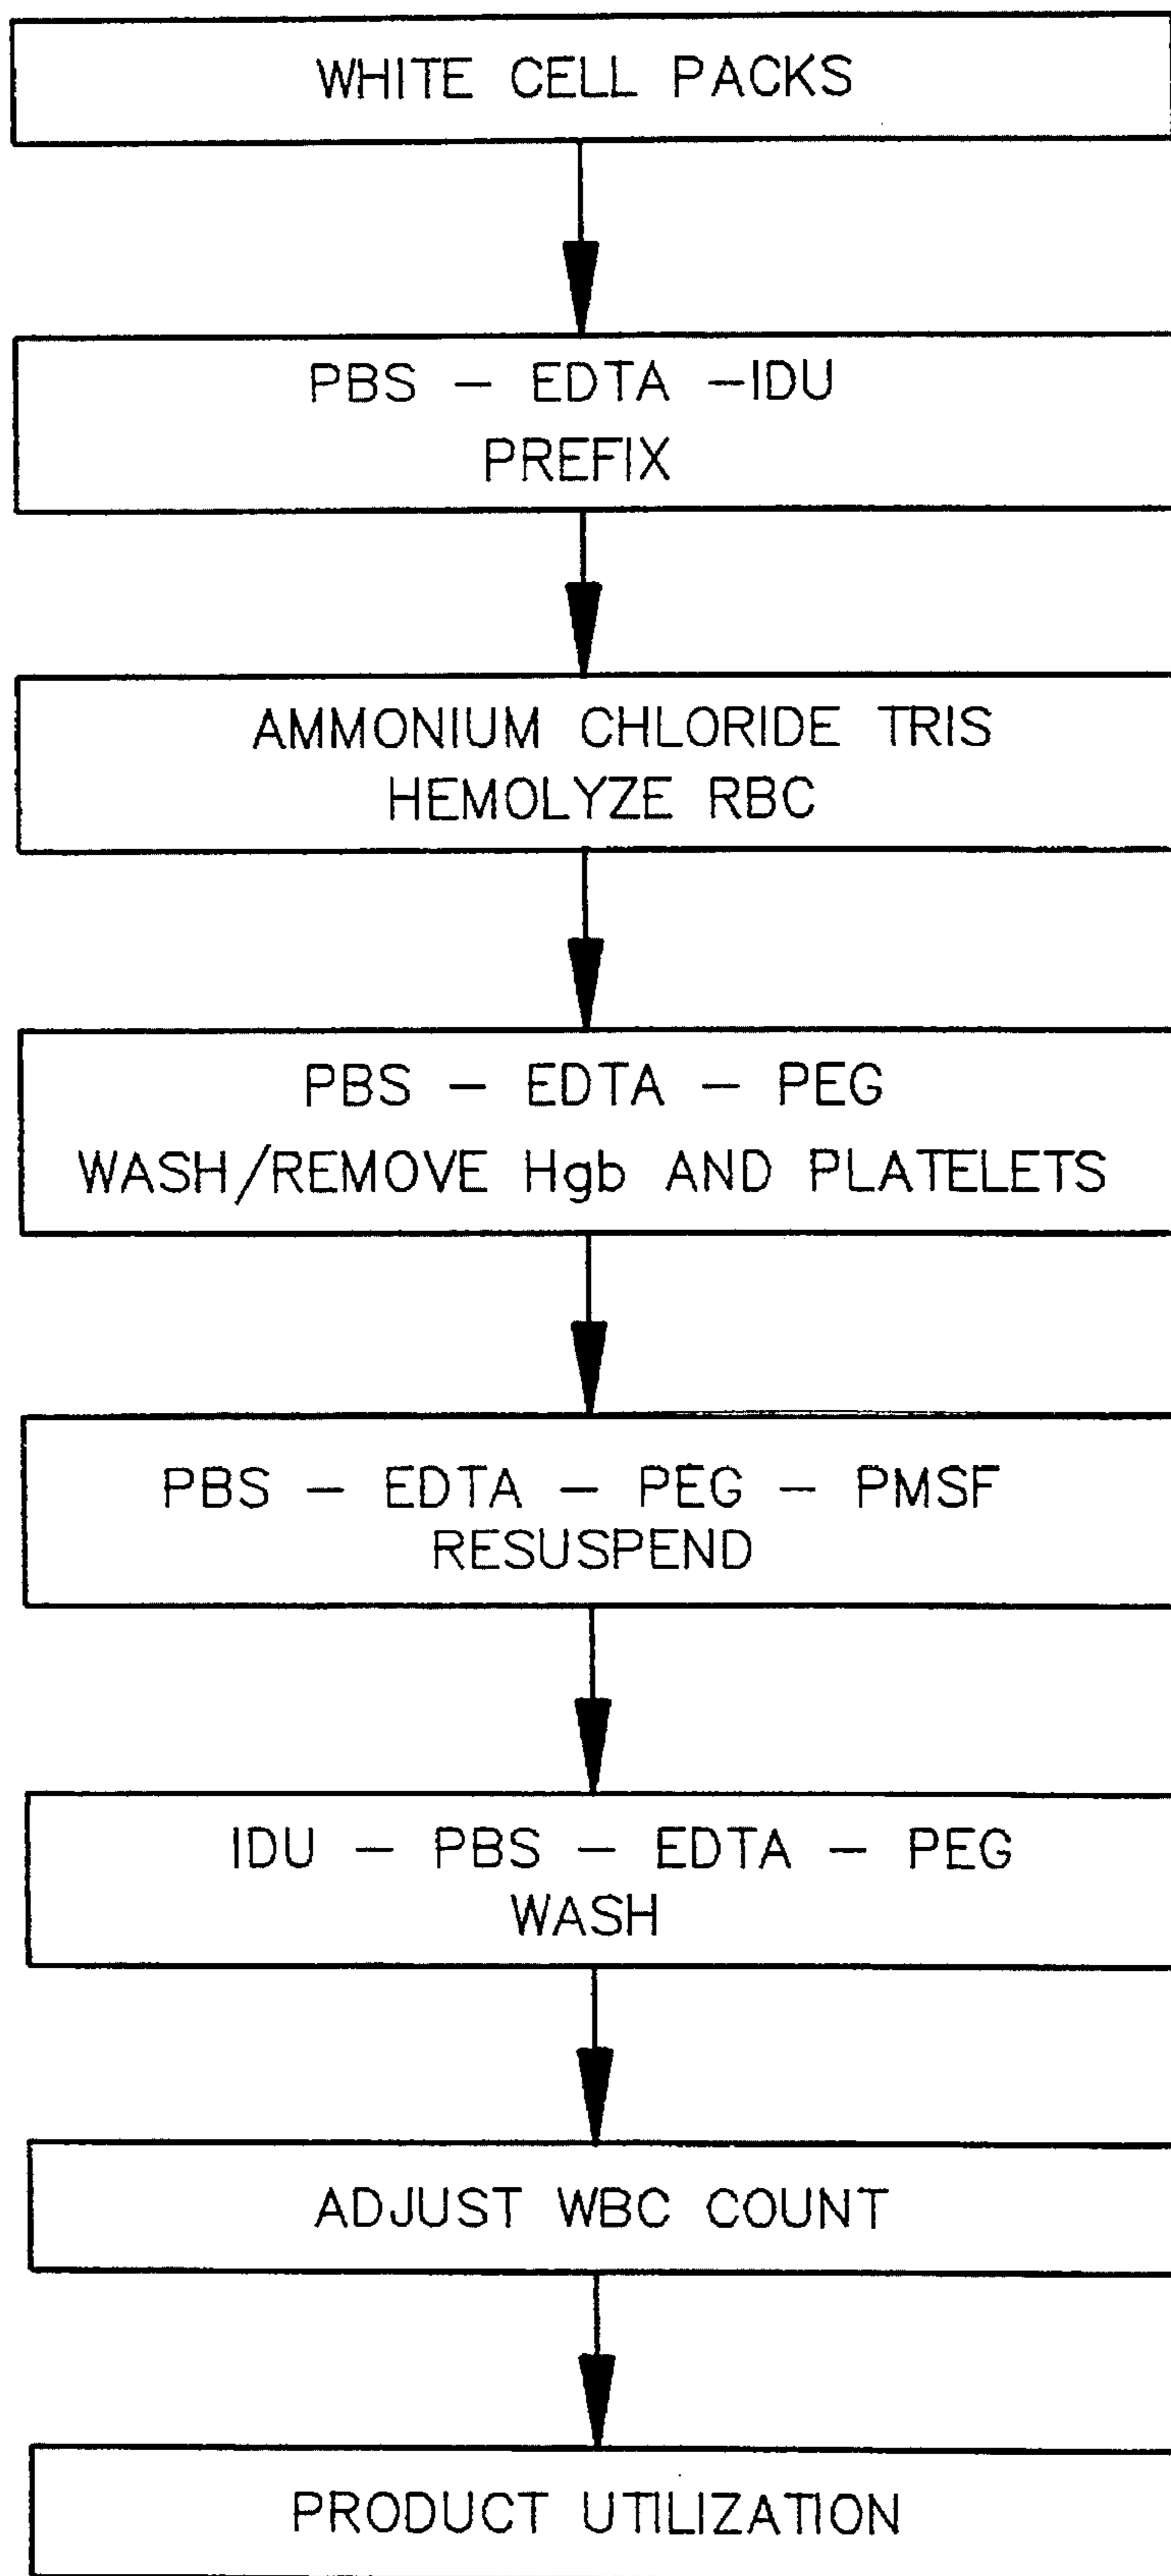 WHITE CELL PACKS
PBS – EDTA –IDU
PREFIX
AMMONIUM CHLORIDE TRIS
HEMOLYZE RBC
PBS – EDTA – PEG
WASH/REMOVE Hgb AND PLATELETS
PBS – EDTA – PEG – PMSF
RESUSPEND
IDU – PBS – EDTA – PEG
WASH
ADJUST WBC COUNT
PRODUCT UTILIZATION